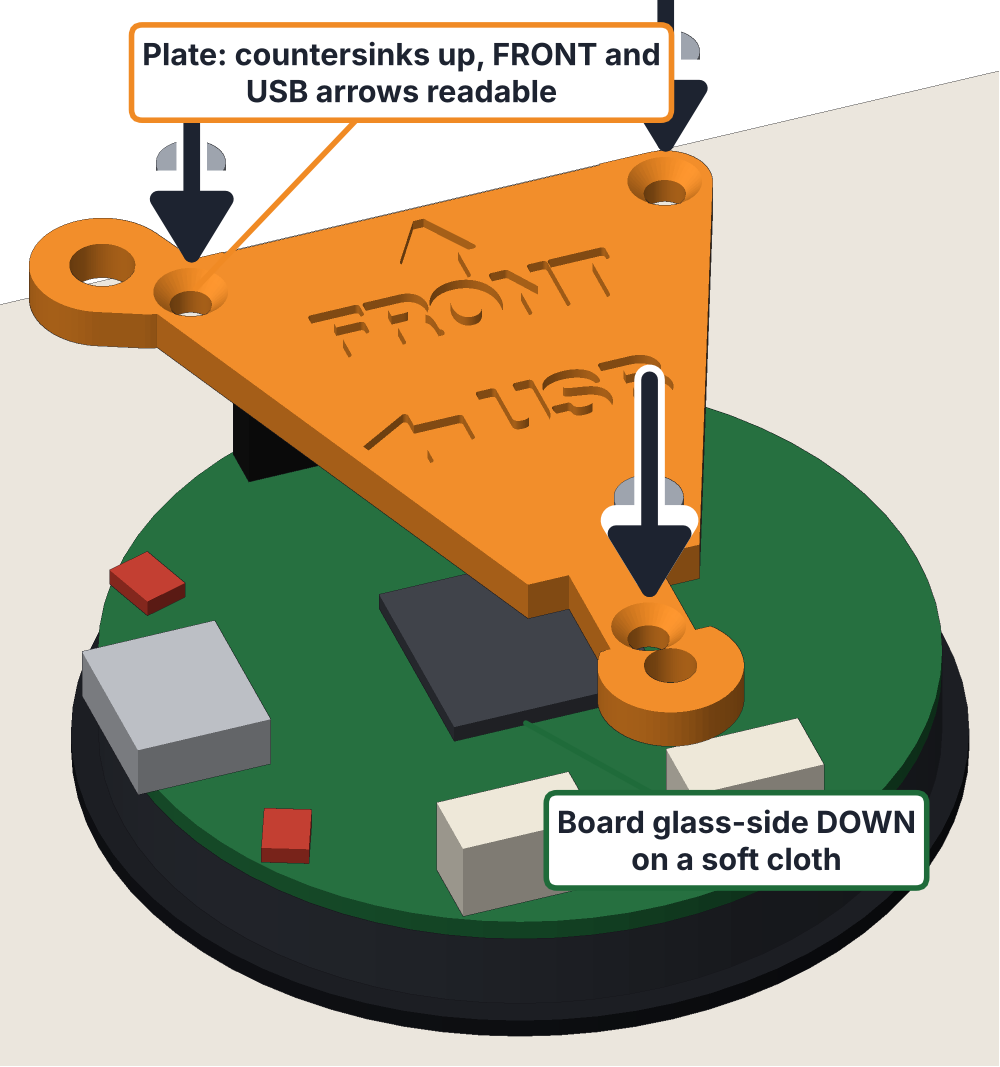 Plate: countersinks up, FRONT and
USB arrows readable
FRONT
USB
Board glass-side DOWN
on a soft cloth